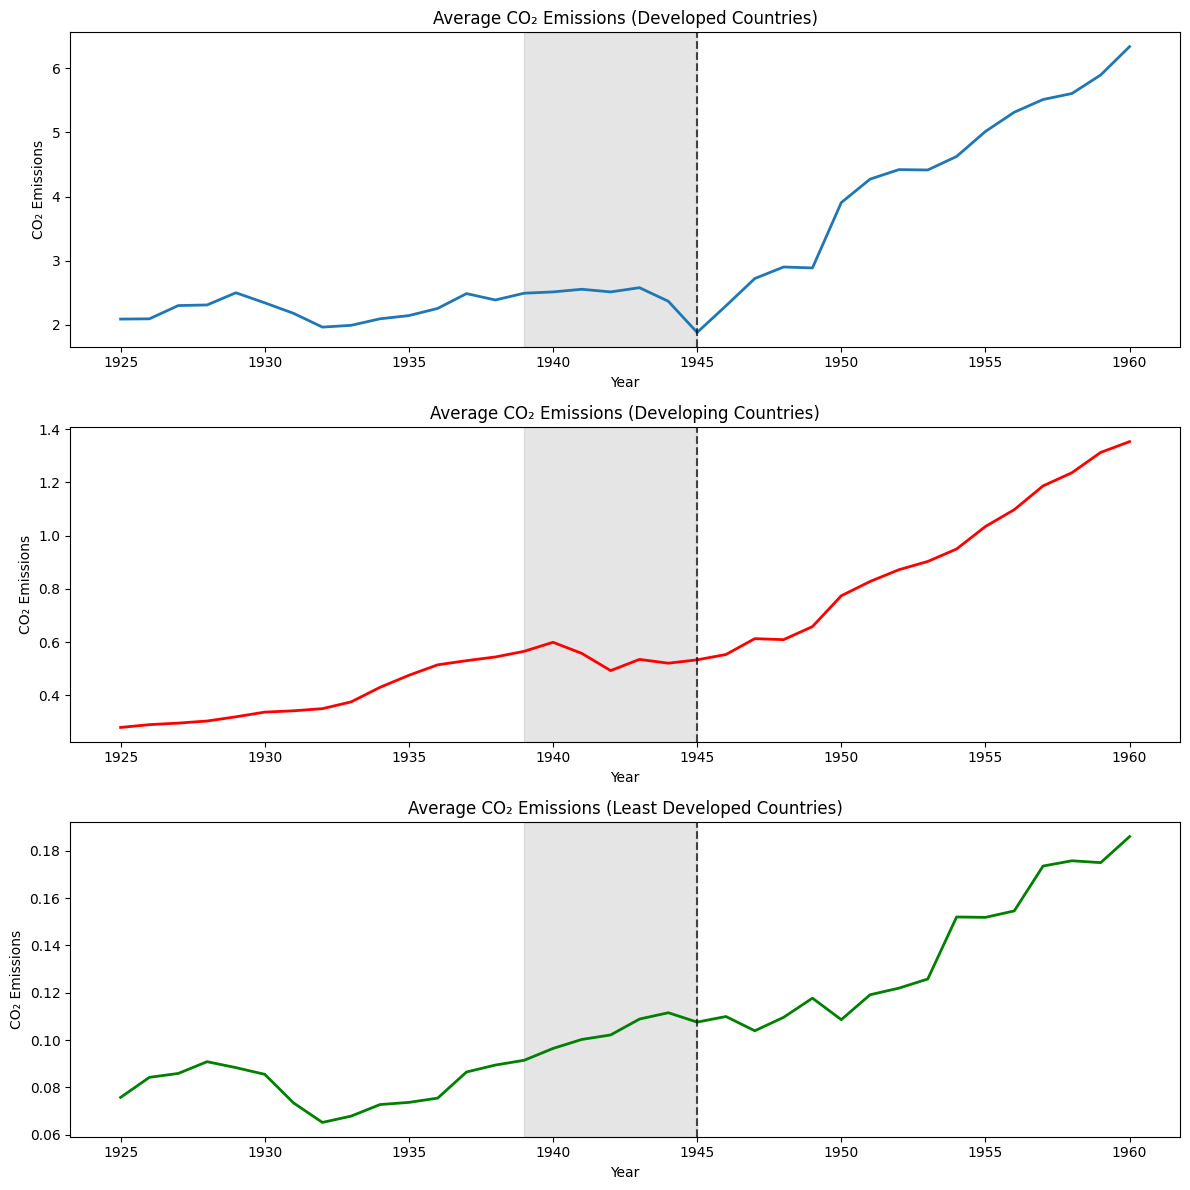 Average CO₂ Emissions (Developed Countries)
CO₂ Emissions
6
5
4
3
2
1925 1930 1935 1940 1945 1950 1955 1960
Year
Average CO₂ Emissions (Developing Countries)
CO₂ Emissions
1.4
1.2
1.0
0.8
0.6
0.4
1925 1930 1935 1940 1945 1950 1955 1960
Year
Average CO₂ Emissions (Least Developed Countries)
CO₂ Emissions
0.18
0.16
0.14
0.12
0.10
0.08
0.06
1925 1930 1935 1940 1945 1950 1955 1960
Year